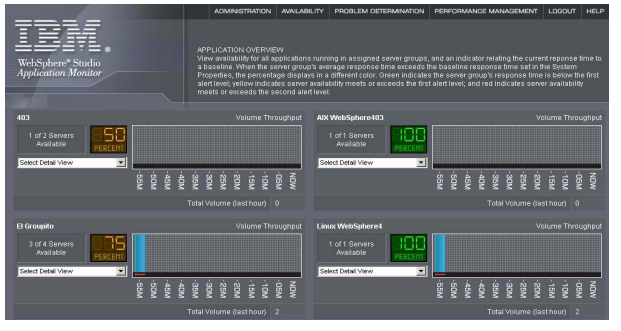 ADMINISTRATION AVAILABILITY PROBLEM DETERMINATION PERFORMANCE MANAGEMENT LOGOUT HELP
IBM®
WebSphere® Studio
Application Monitor
APPLICATION OVERVIEW
View availability for all applications running in assigned server groups, and an indicator relating the current reponse time to
a baseline. When the server group's average response time exceeds the baseline response time set in the System
Properties, the percentage displays in a different color. Green indicates the server group's response time is below the first
alert level; yellow indicates server availability meets or exceeds the first alert level; and red indicates server availability
meets or exceeds the second alert level.
403 Volume Throughput
1 of 2 Servers
Available
50
PERCENT
Select Detail View
-55M -50M -45M -40M -35M -30M -25M -20M -15M -10M -05M NOW
Total Volume (last hour) 0
AIX WebSphere403 Volume Throughput
1 of 1 Servers
Available
100
PERCENT
Select Detail View
-55M -50M -45M -40M -35M -30M -25M -20M -15M -10M -05M NOW
Total Volume (last hour) 0
El Groupito Volume Throughput
3 of 4 Servers
Available
75
PERCENT
Select Detail View
-55M -50M -45M -40M -35M -30M -25M -20M -15M -10M -05M NOW
Total Volume (last hour) 2
Linux WebSphere4 Volume Throughput
1 of 1 Servers
Available
100
PERCENT
Select Detail View
-55M -50M -45M -40M -35M -30M -25M -20M -15M -10M -05M NOW
Total Volume (last hour) 2